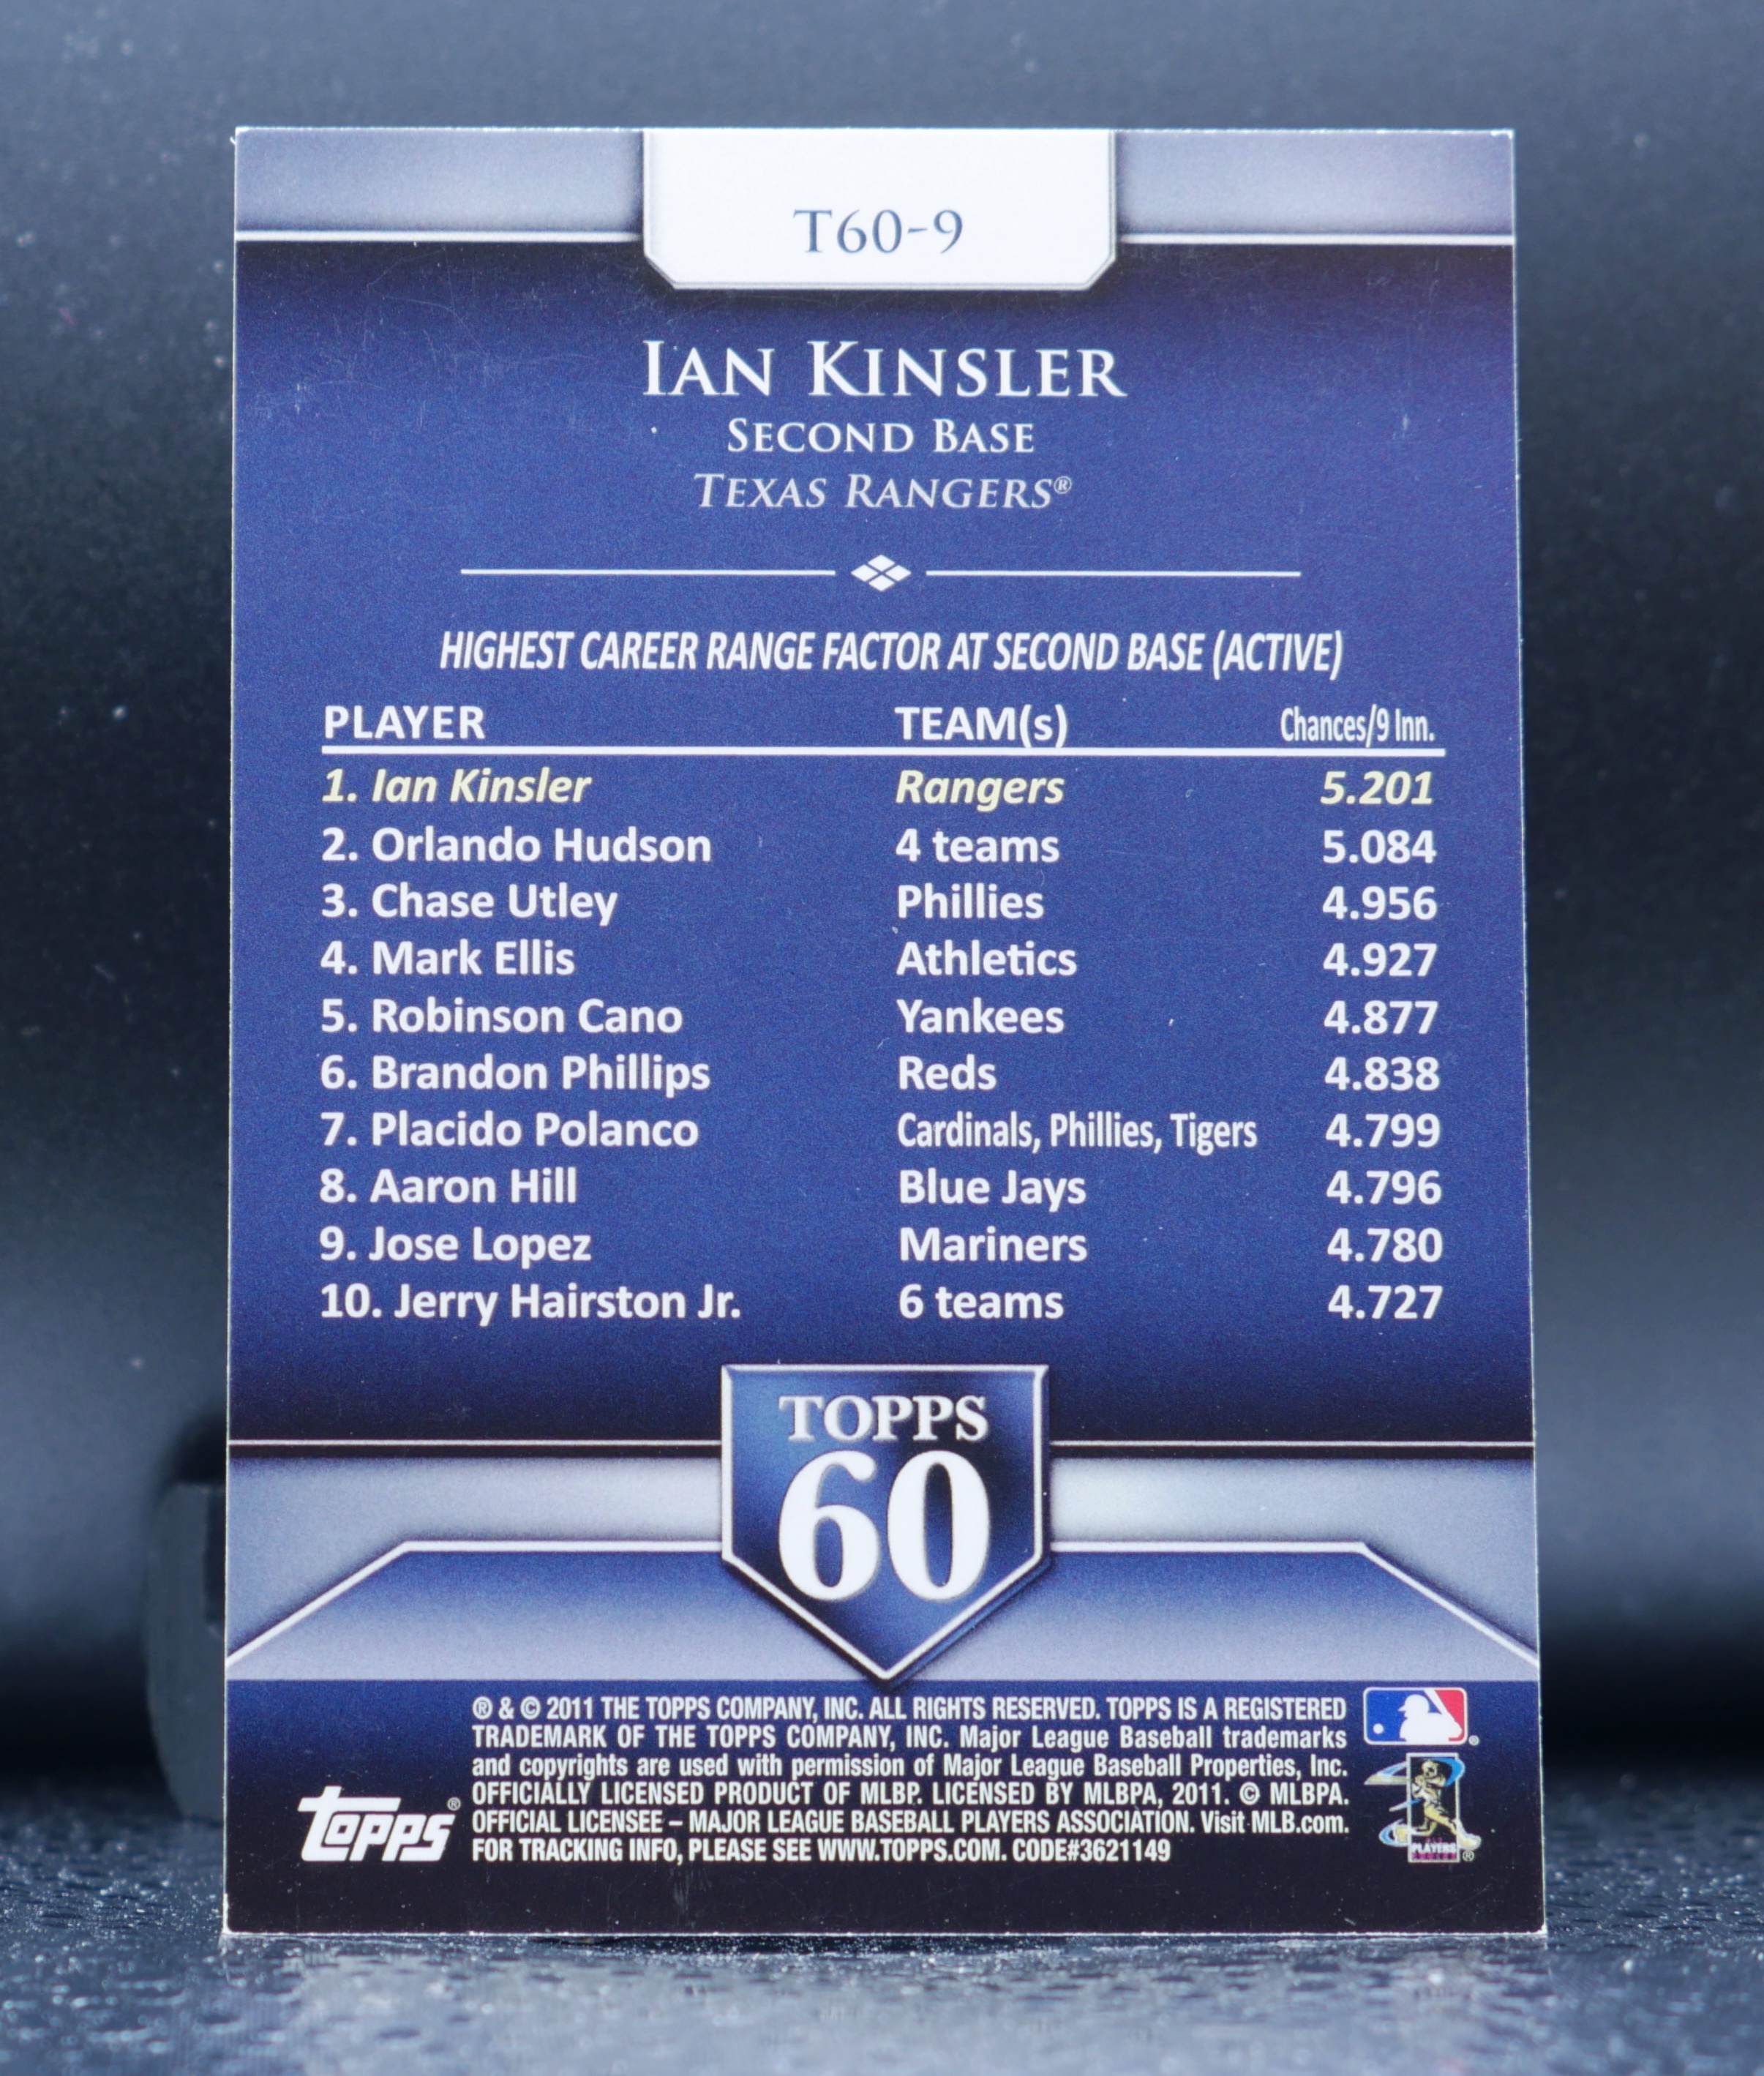 T60-9
IAN KINSLER
SECOND BASE
TEXAS RANGERS®
HIGHEST CAREER RANGE FACTOR AT SECOND BASE (ACTIVE)
PLAYER TEAM(s) Chances/9 Inn.
1. Ian Kinsler Rangers 5.201
2. Orlando Hudson 4 teams 5.084
3. Chase Utley Phillies 4.956
4. Mark Ellis Athletics 4.927
5. Robinson Cano Yankees 4.877
6. Brandon Phillips Reds 4.838
7. Placido Polanco Cardinals, Phillies, Tigers 4.799
8. Aaron Hill Blue Jays 4.796
9. Jose Lopez Mariners 4.780
10. Jerry Hairston Jr. 6 teams 4.727
TOPPS
60
® & © 2011 THE TOPPS COMPANY, INC. ALL RIGHTS RESERVED. TOPPS IS A REGISTERED
TRADEMARK OF THE TOPPS COMPANY, INC. Major League Baseball trademarks
and copyrights are used with permission of Major League Baseball Properties, Inc.
OFFICIALLY LICENSED PRODUCT OF MLBP. LICENSED BY MLBPA, 2011. © MLBPA.
OFFICIAL LICENSEE – MAJOR LEAGUE BASEBALL PLAYERS ASSOCIATION. Visit MLB.com.
FOR TRACKING INFO, PLEASE SEE WWW.TOPPS.COM. CODE#3621149
topps®
PLAYERS